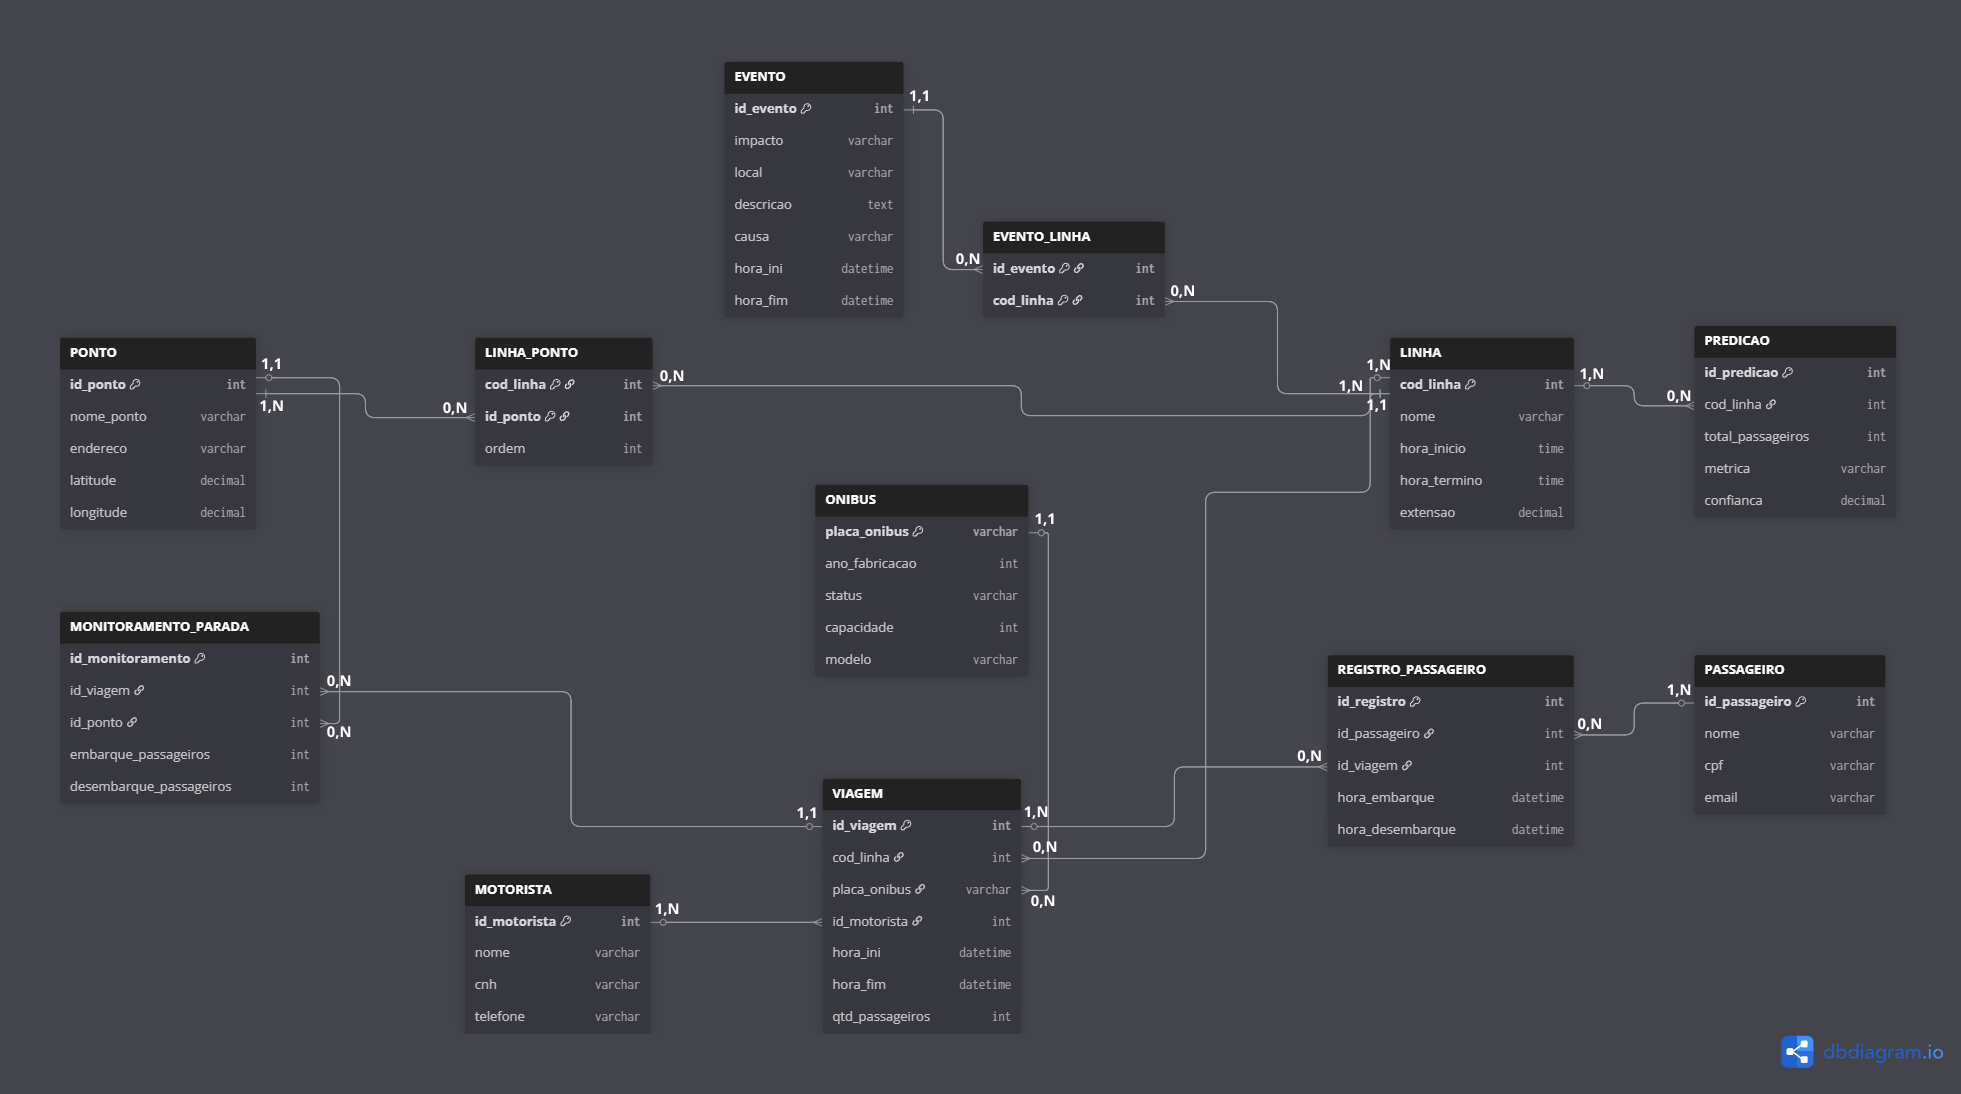 EVENTO
id_evento int
impacto varchar
local varchar
descricao text
causa varchar
hora_ini datetime
hora_fim datetime
1,1
0,N
EVENTO_LINHA
id_evento int
cod_linha int
0,N
PONTO
id_ponto int
nome_ponto varchar
endereco varchar
latitude decimal
longitude decimal
1,1
1,N
0,N
LINHA_PONTO
cod_linha int
id_ponto int
ordem int
0,N
1,N
1,N
1,1
LINHA
cod_linha int
nome varchar
hora_inicio time
hora_termino time
extensao decimal
1,N
0,N
PREDICAO
id_predicao int
cod_linha int
total_passageiros int
metrica varchar
confianca decimal
ONIBUS
placa_onibus varchar
ano_fabricacao int
status varchar
capacidade int
modelo varchar
1,1
MONITORAMENTO_PARADA
id_monitoramento int
id_viagem int
id_ponto int
embarque_passageiros int
desembarque_passageiros int
0,N
0,N
REGISTRO_PASSAGEIRO
id_registro int
id_passageiro int
id_viagem int
hora_embarque datetime
hora_desembarque datetime
0,N
0,N
1,N
PASSAGEIRO
id_passageiro int
nome varchar
cpf varchar
email varchar
1,1
VIAGEM
id_viagem int
cod_linha int
placa_onibus varchar
id_motorista int
hora_ini datetime
hora_fim datetime
qtd_passageiros int
1,N
0,N
0,N
MOTORISTA
id_motorista int
nome varchar
cnh varchar
telefone varchar
1,N
dbdiagram.io